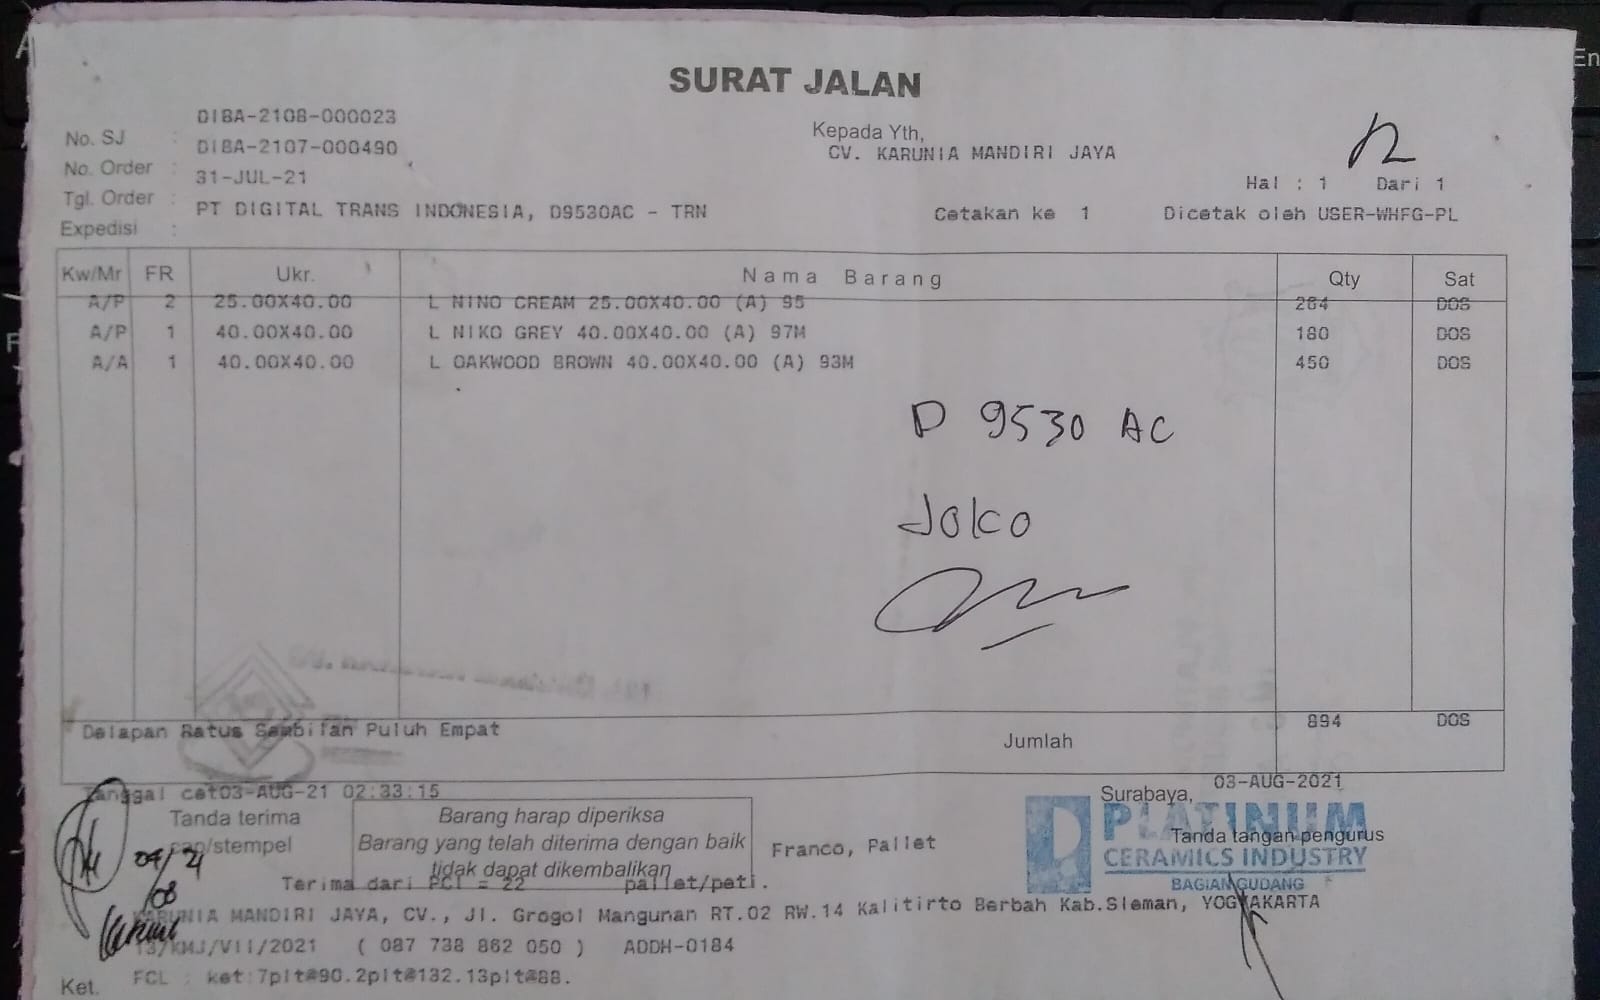 SURAT JALAN
No. SJ : DIBA-2108-000023
No. Order : DIBA-2107-000490
Tgl. Order : 31-JUL-21
Expedisi : PT DIGITAL TRANS INDONESIA, D9530AC - TRN
Kepada Yth,
CV. KARUNIA MANDIRI JAYA
Hal : 1 Dari 1
Cetakan ke 1 Dicetak oleh USER-WHFG-PL
Kw/Mr FR Ukr. Nama Barang Qty Sat
A/P 2 25.00X40.00 L NINO CREAM 25.00X40.00 (A) 95 264 DOS
A/P 1 40.00X40.00 L NIKO GREY 40.00X40.00 (A) 97M 180 DOS
A/A 1 40.00X40.00 L OAKWOOD BROWN 40.00X40.00 (A) 93M 450 DOS
D 9530 AC
Joko
Delapan Ratus Sembilan Puluh Empat Jumlah 894 DOS
Tanggal cet03-AUG-21 02:33:15
Tanda terima
cap/stempel
04/21
/08
Barang harap diperiksa
Barang yang telah diterima dengan baik
tidak dapat dikembalikan
Franco, Pallet
Surabaya, 03-AUG-2021
PLATINUM
Tanda tangan pengurus
CERAMICS INDUSTRY
BAGIAN GUDANG
Terima dari PCI = 22 pallet/peti.
KARUNIA MANDIRI JAYA, CV., Jl. Grogol Mangunan RT.02 RW.14 Kalitirto Berbah Kab.Sleman, YOGYAKARTA
13/KMJ/VII/2021 ( 087 738 862 050 ) ADDH-0184
Ket. FCL : ket:7plt@90.2plt@132.13plt@88.